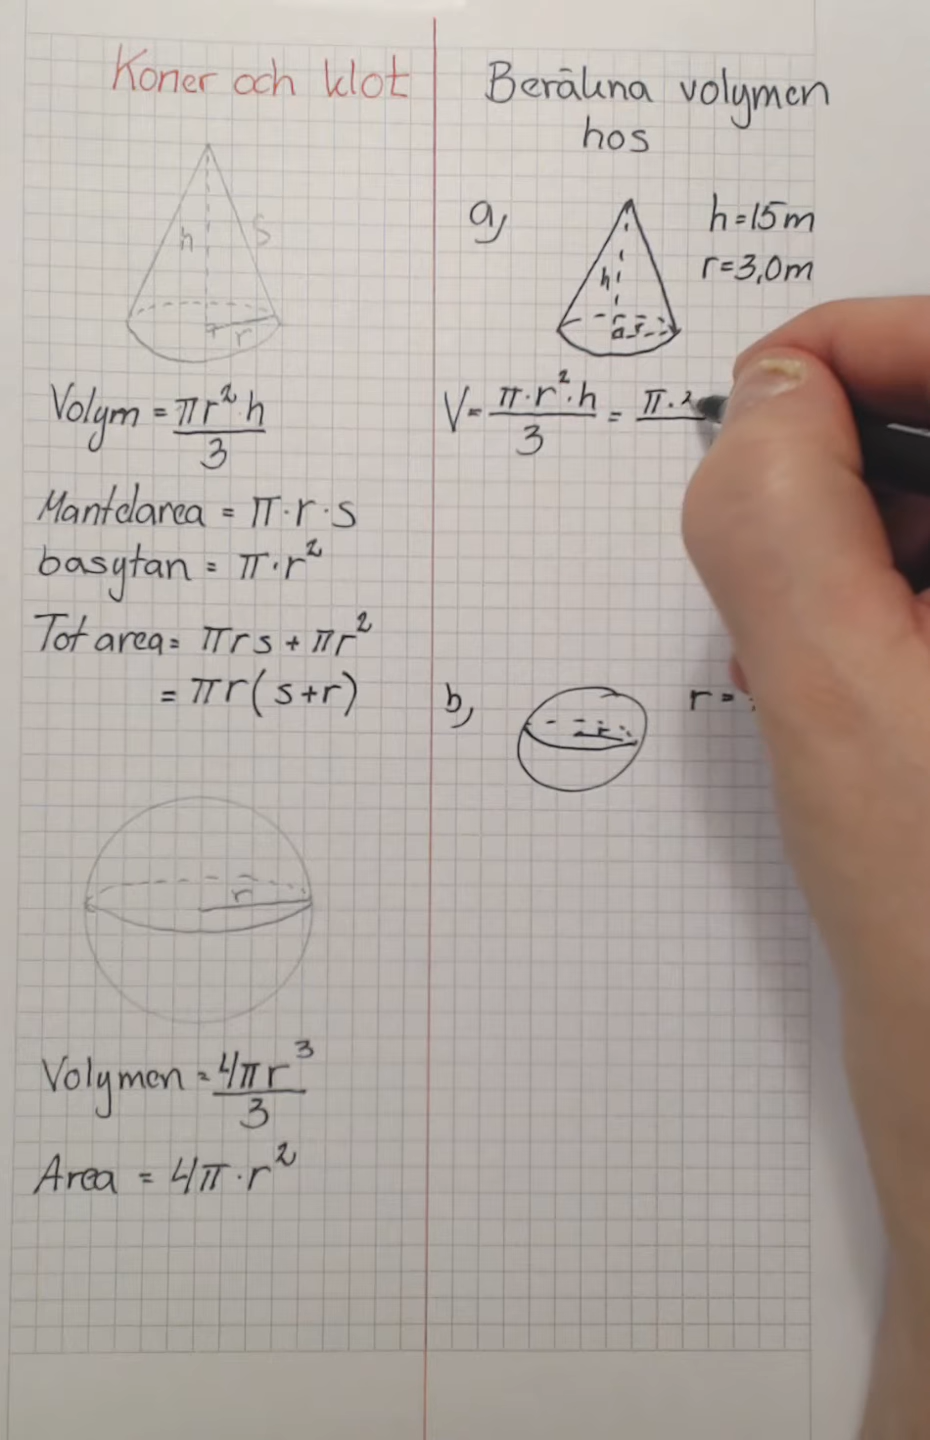 Koner och klot
h
s
r
Volym = πr²·h / 3
Mantelarea = π·r·s
basytan = π·r²
Tot area = πrs + πr²
= πr(s+r)
r
Volymen = 4πr³ / 3
Area = 4π·r²
Beräkna volymen
hos
a)
h
r
h=15m
r=3,0m
V= π·r²·h / 3 = π·
b)
r
r =